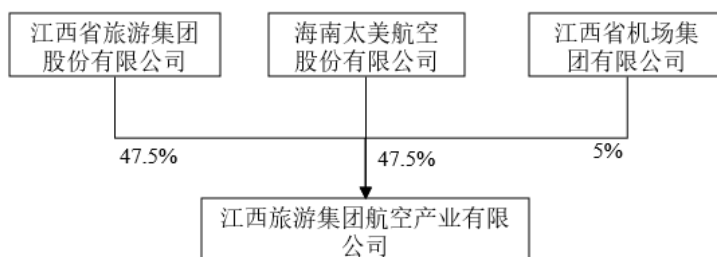 江西省旅游集团
股份有限公司
海南太美航空
股份有限公司
江西省机场集
团有限公司
47.5%
47.5%
5%
江西旅游集团航空产业有限
公司